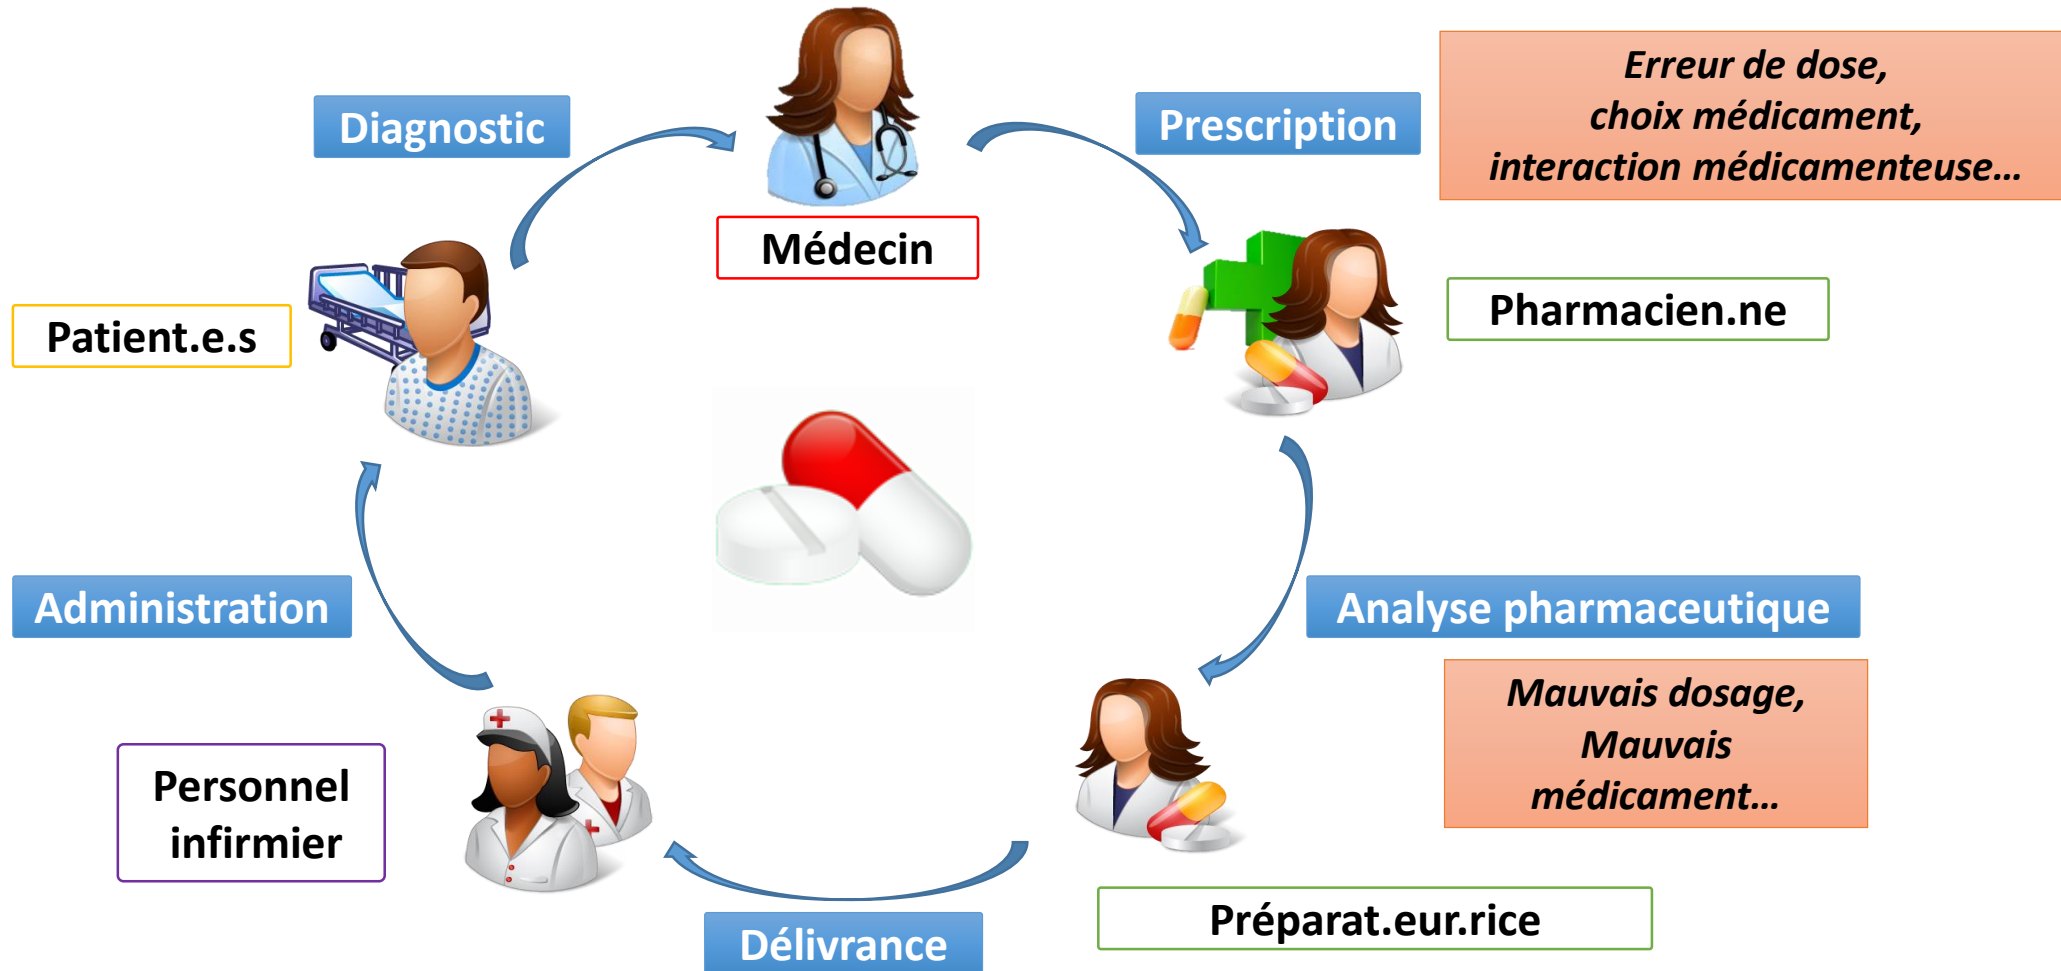 Diagnostic
Prescription
Erreur de dose,
choix médicament,
interaction médicamenteuse...
Médecin
Patient.e.s
Pharmacien.ne
Administration
Analyse pharmaceutique
Mauvais dosage,
Mauvais
médicament...
Personnel
infirmier
Préparat.eur.rice
Délivrance